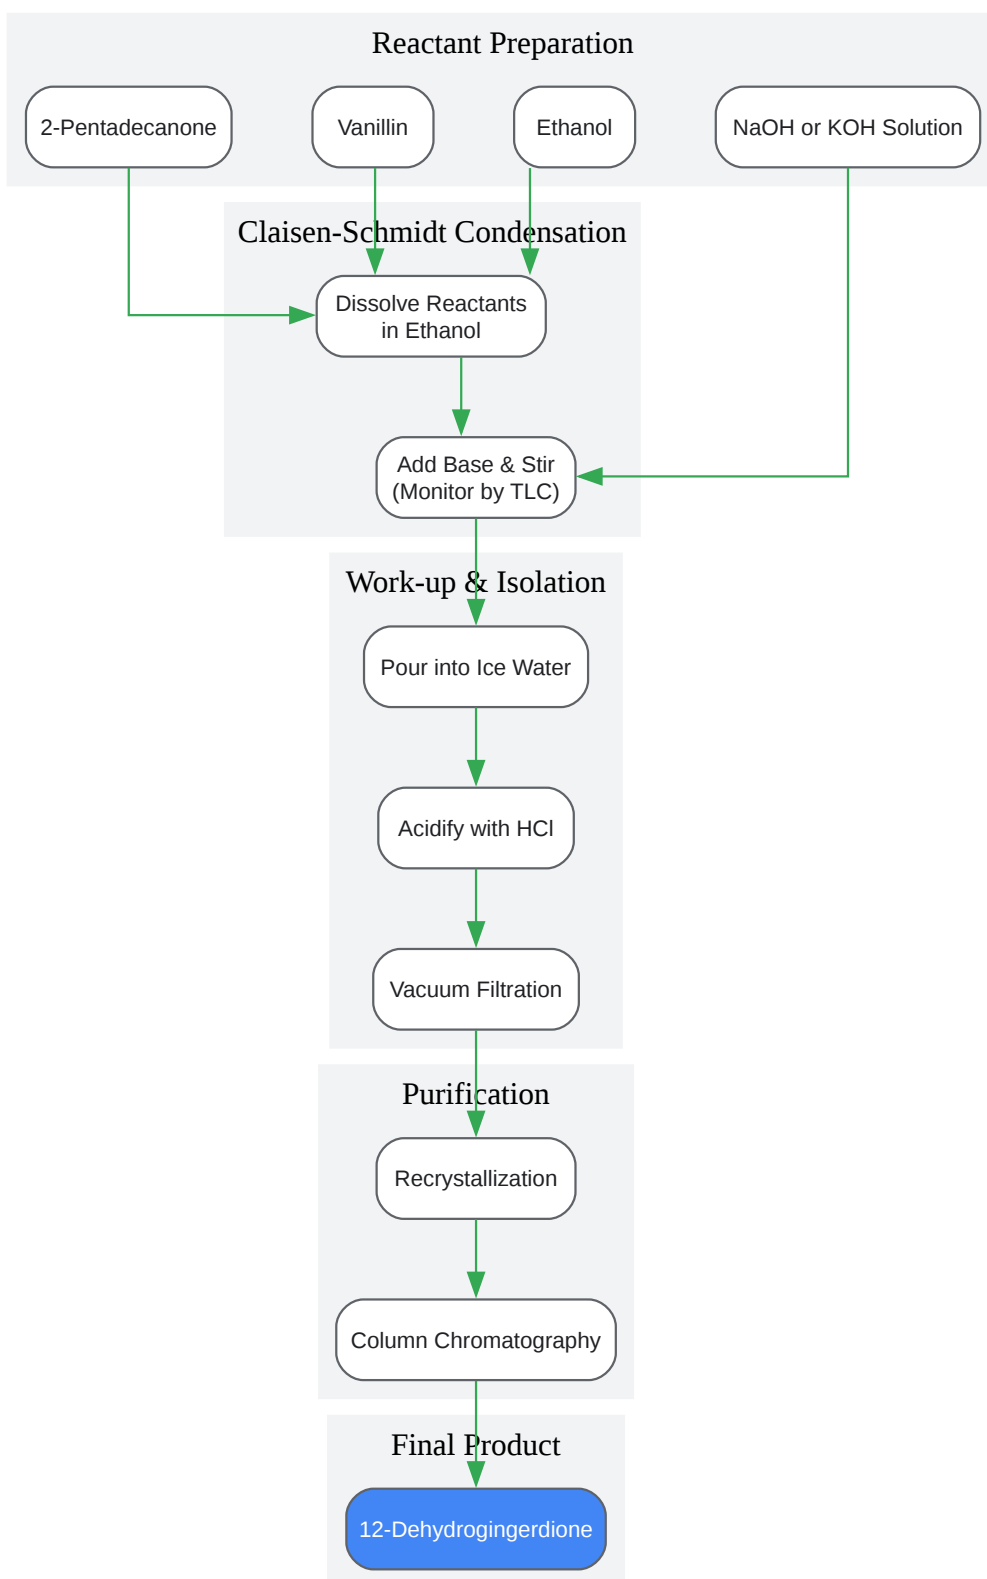 Reactant Preparation
2-Pentadecanone
Vanillin
Ethanol
NaOH or KOH Solution
Claisen-Schmidt Condensation
Dissolve Reactants
in Ethanol
Add Base & Stir
(Monitor by TLC)
Work-up & Isolation
Pour into Ice Water
Acidify with HCl
Vacuum Filtration
Purification
Recrystallization
Column Chromatography
Final Product
12-Dehydrogingerdione